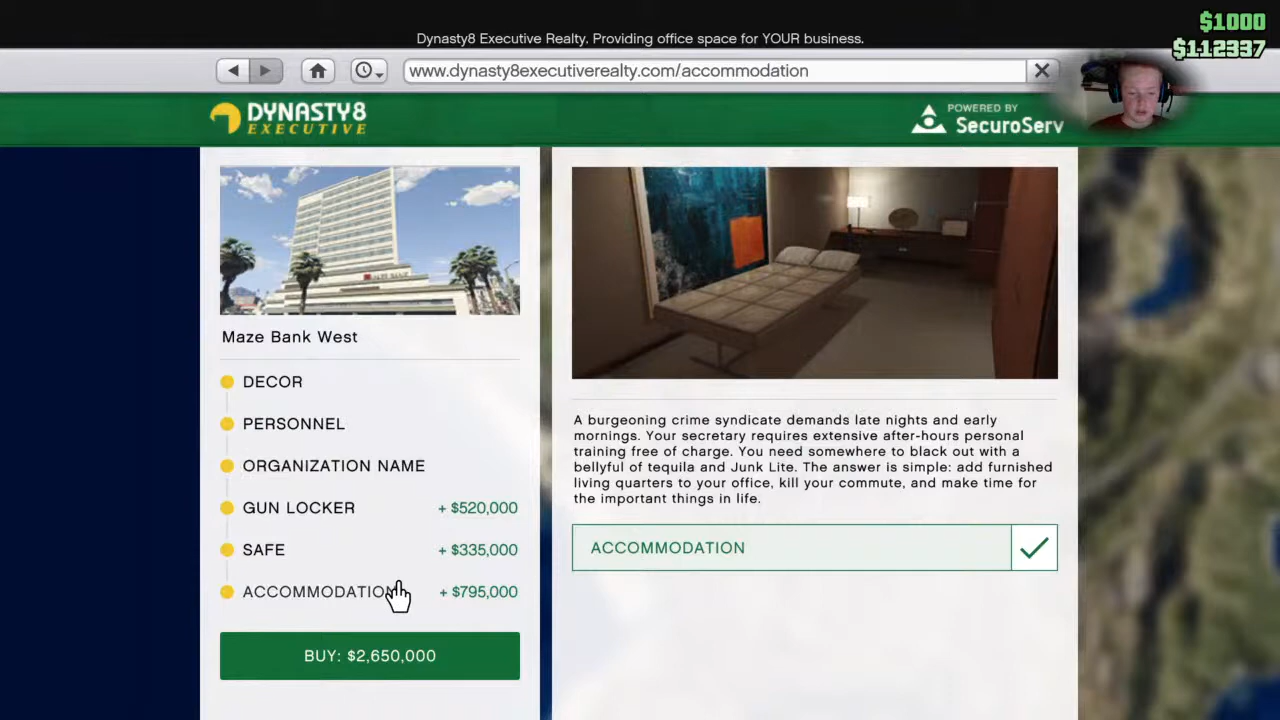 $1000
Dynasty8 Executive Realty. Providing office space for YOUR business.
$112337
www.dynasty8executiverealty.com/accommodation
DYNASTY 8
EXECUTIVE
POWERED BY
SecuroServ
Maze Bank West
DECOR
PERSONNEL
ORGANIZATION NAME
GUN LOCKER + $520,000
SAFE + $335,000
ACCOMMODATION + $795,000
BUY: $2,650,000
A burgeoning crime syndicate demands late nights and early
mornings. Your secretary requires extensive after-hours personal
training free of charge. You need somewhere to black out with a
bellyful of tequila and Junk Lite. The answer is simple: add furnished
living quarters to your office, kill your commute, and make time for
the important things in life.
ACCOMMODATION